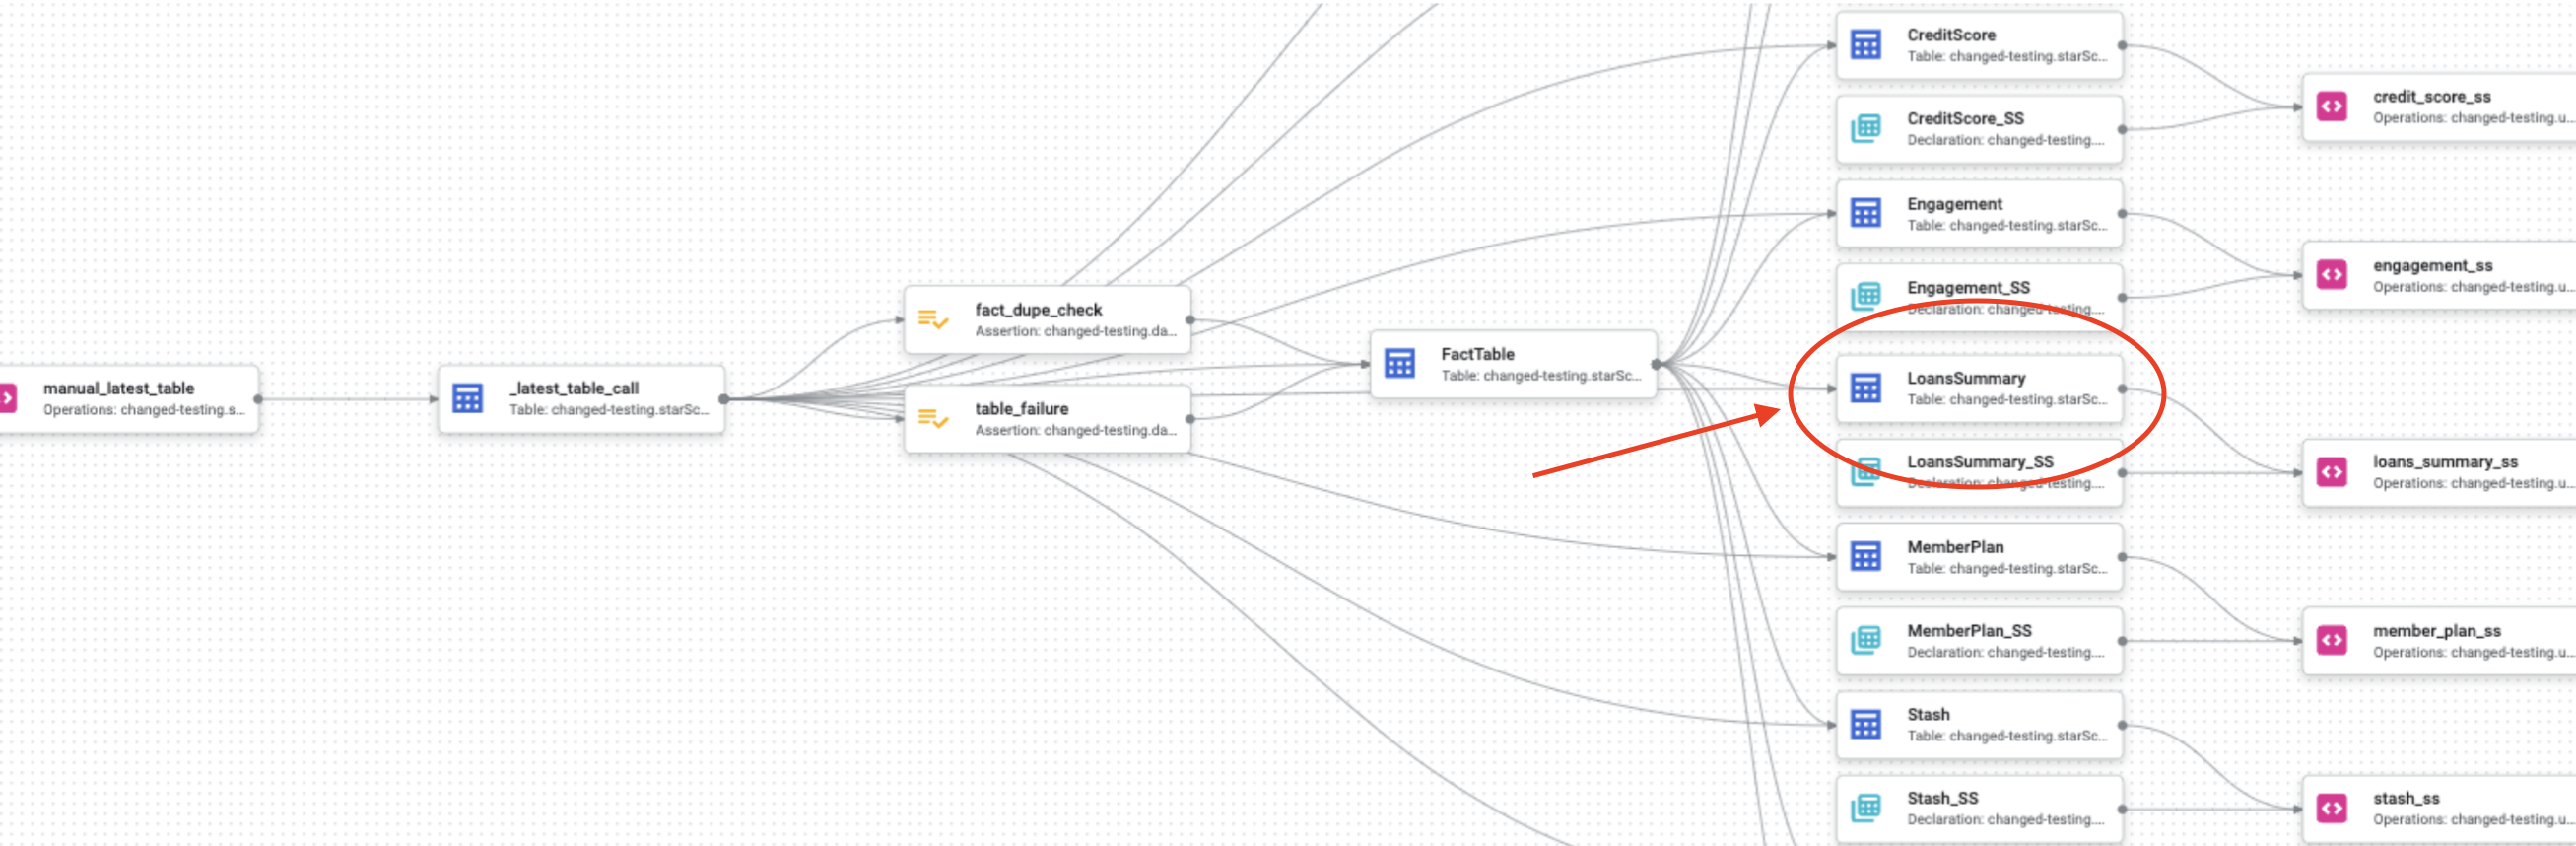 manual_latest_table
Operations: changed-testing.s...
_latest_table_call
Table: changed-testing.starSc...
fact_dupe_check
Assertion: changed-testing.da...
table_failure
Assertion: changed-testing.da...
FactTable
Table: changed-testing.starSc...
CreditScore
Table: changed-testing.starSc...
CreditScore_SS
Declaration: changed-testing....
Engagement
Table: changed-testing.starSc...
Engagement_SS
Declaration: changed-testing....
LoansSummary
Table: changed-testing.starSc...
LoansSummary_SS
Declaration: changed-testing....
MemberPlan
Table: changed-testing.starSc...
MemberPlan_SS
Declaration: changed-testing....
Stash
Table: changed-testing.starSc...
Stash_SS
Declaration: changed-testing....
credit_score_ss
Operations: changed-testing.u...
engagement_ss
Operations: changed-testing.u...
loans_summary_ss
Operations: changed-testing.u...
member_plan_ss
Operations: changed-testing.u...
stash_ss
Operations: changed-testing.u...